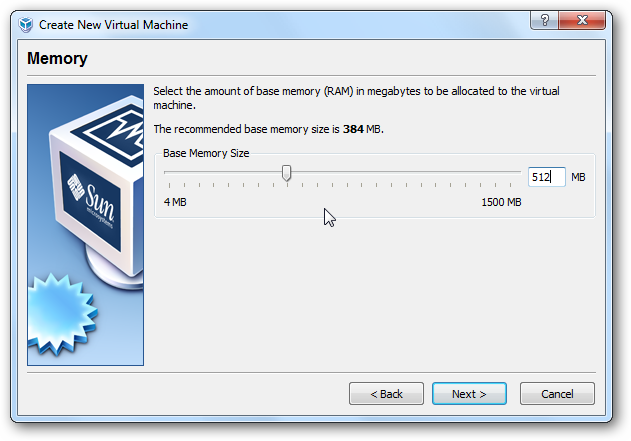 Create New Virtual Machine
Memory
Select the amount of base memory (RAM) in megabytes to be allocated to the virtual
machine.
The recommended base memory size is 384 MB.
Base Memory Size
512 MB
4 MB 1500 MB
Sun
microsystems
< Back Next > Cancel